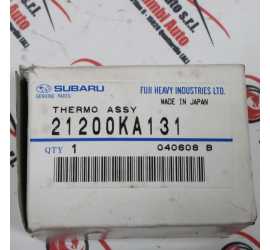 SUBARU
FUJI HEAVY INDUSTRIES LTD.
GENUINE PARTS
MADE IN JAPAN
THERMO ASSY
21200KA131
QTY 1 040608 B